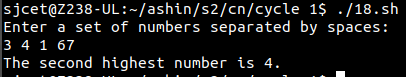 sjcet@Z238-UL:~/ashin/s2/cn/cycle 1$ ./18.sh
Enter a set of numbers separated by spaces:
3 4 1 67
The second highest number is 4.